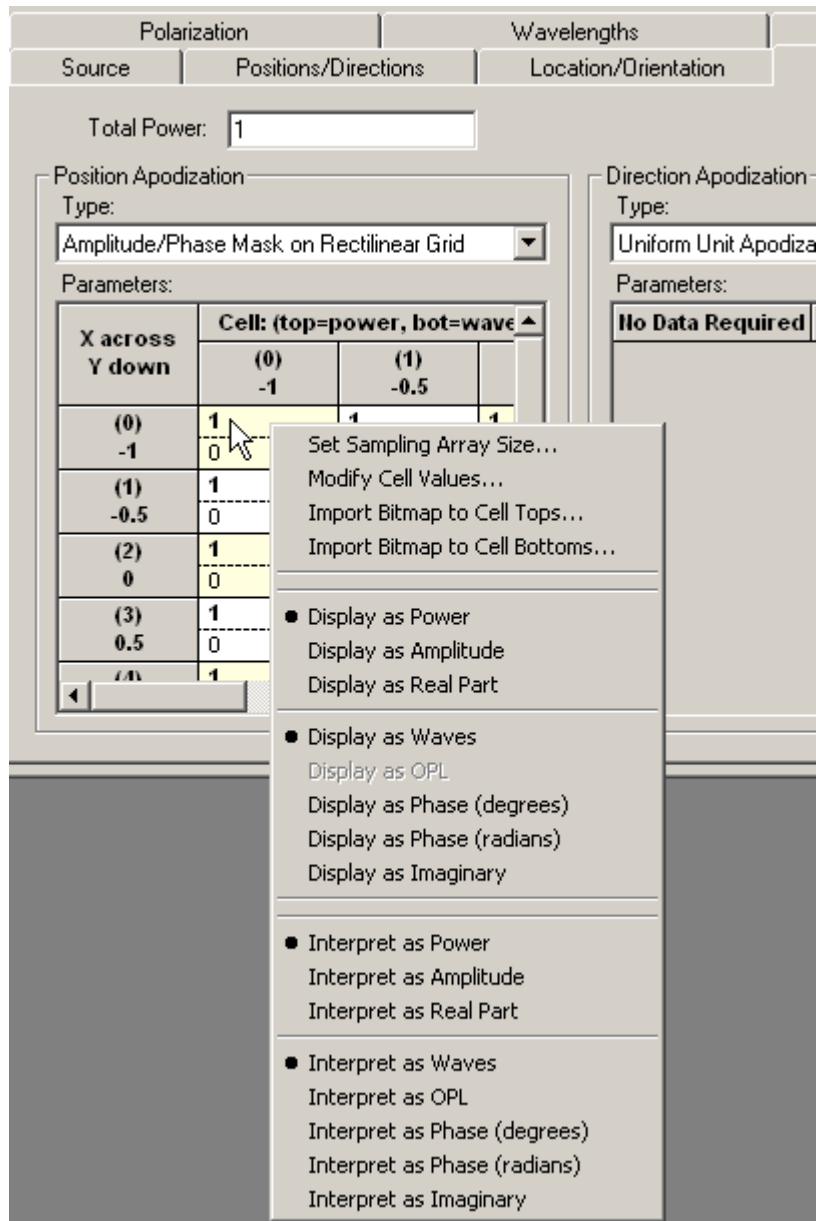 Polarization Wavelengths
Source Positions/Directions Location/Orientation
Total Power: 1
Position Apodization
Type:
Amplitude/Phase Mask on Rectilinear Grid
Parameters:
X across
Y down
Cell: (top=power, bot=wave
(0)
-1
(1)
-0.5
(0)
-1
1
0
1
1
(1)
-0.5
1
0
(2)
0
1
0
(3)
0.5
1
0
(4)
1
Direction Apodization
Type:
Uniform Unit Apodiza
Parameters:
No Data Required
Set Sampling Array Size...
Modify Cell Values...
Import Bitmap to Cell Tops...
Import Bitmap to Cell Bottoms...
Display as Power
Display as Amplitude
Display as Real Part
Display as Waves
Display as OPL
Display as Phase (degrees)
Display as Phase (radians)
Display as Imaginary
Interpret as Power
Interpret as Amplitude
Interpret as Real Part
Interpret as Waves
Interpret as OPL
Interpret as Phase (degrees)
Interpret as Phase (radians)
Interpret as Imaginary